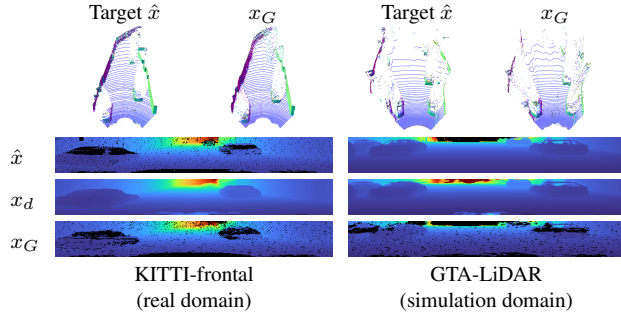 Target x̂ x_G Target x̂ x_G
x̂
x_d
x_G
KITTI-frontal GTA-LiDAR
(real domain) (simulation domain)